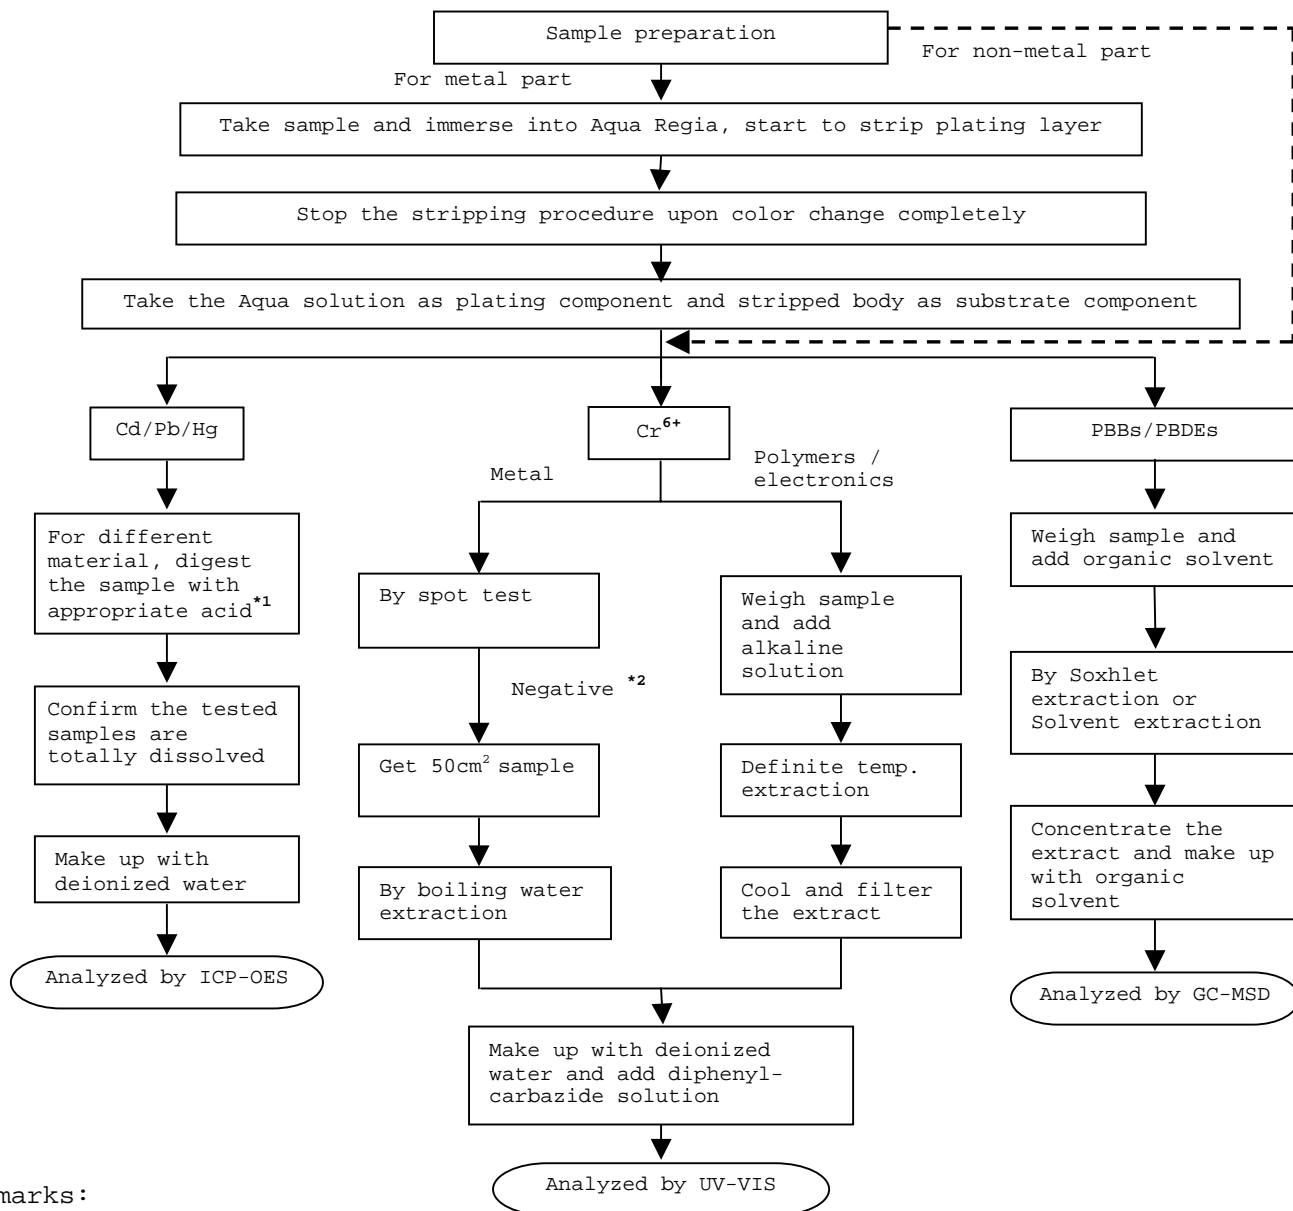 Sample preparation
For non-metal part
For metal part
Take sample and immerse into Aqua Regia, start to strip plating layer
Stop the stripping procedure upon color change completely
Take the Aqua solution as plating component and stripped body as substrate component
Cd/Pb/Hg
Cr6+
PBBs/PBDEs
Metal
Polymers /
electronics
For different
material, digest
the sample with
appropriate acid*1
By spot test
Weigh sample
and add
alkaline
solution
Weigh sample and
add organic solvent
Negative *2
Confirm the tested
samples are
totally dissolved
Get 50cm2 sample
Definite temp.
extraction
By Soxhlet
extraction or
Solvent extraction
Make up with
deionized water
By boiling water
extraction
Cool and filter
the extract
Concentrate the
extract and make up
with organic
solvent
Analyzed by ICP-OES
Analyzed by GC-MSD
Make up with deionized
water and add diphenyl-
carbazide solution
Analyzed by UV-VIS
marks: